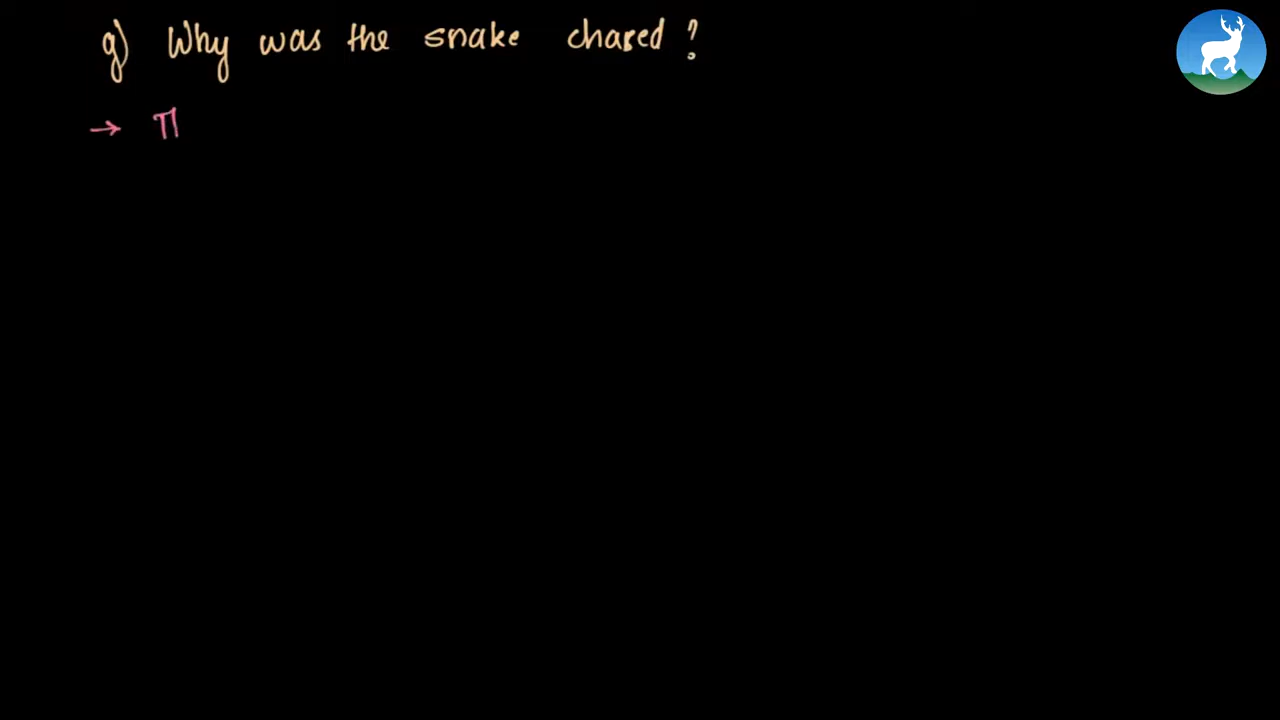 g) Why was the snake chased ?
→ Π